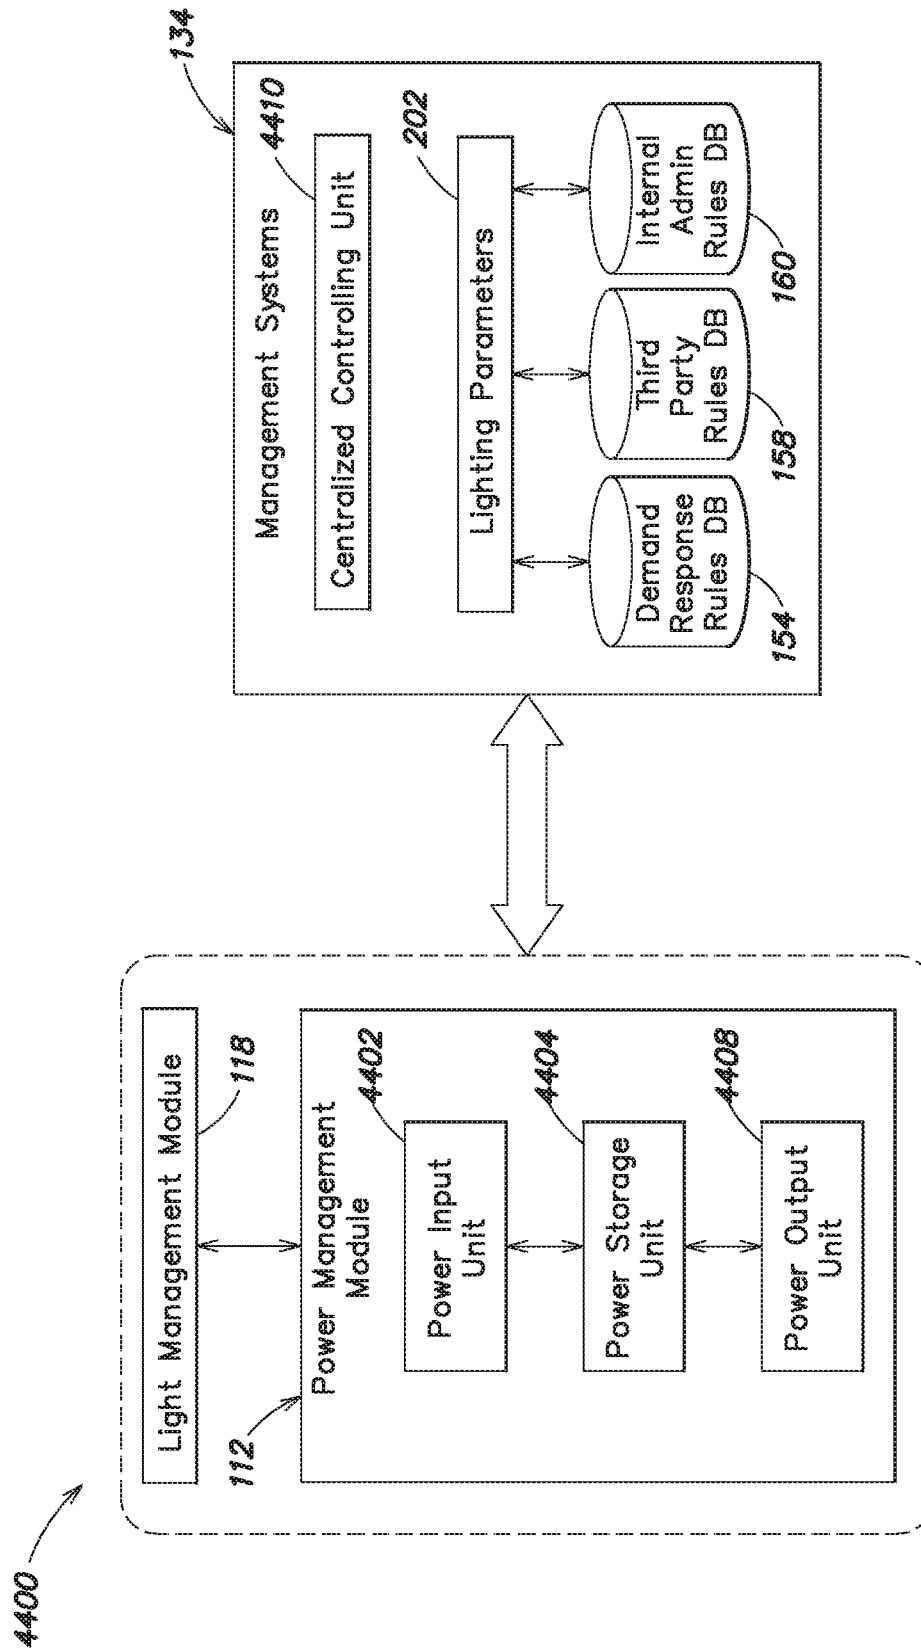 4400
Light Management Module
118
112
Power Management
Module
4402
Power Input
Unit
4404
Power Storage
Unit
4408
Power Output
Unit
134
Management Systems
4410
Centralized Controlling Unit
202
Lighting Parameters
Demand
Response
Rules DB
154
Third
Party
Rules DB
158
Internal
Admin
Rules DB
160